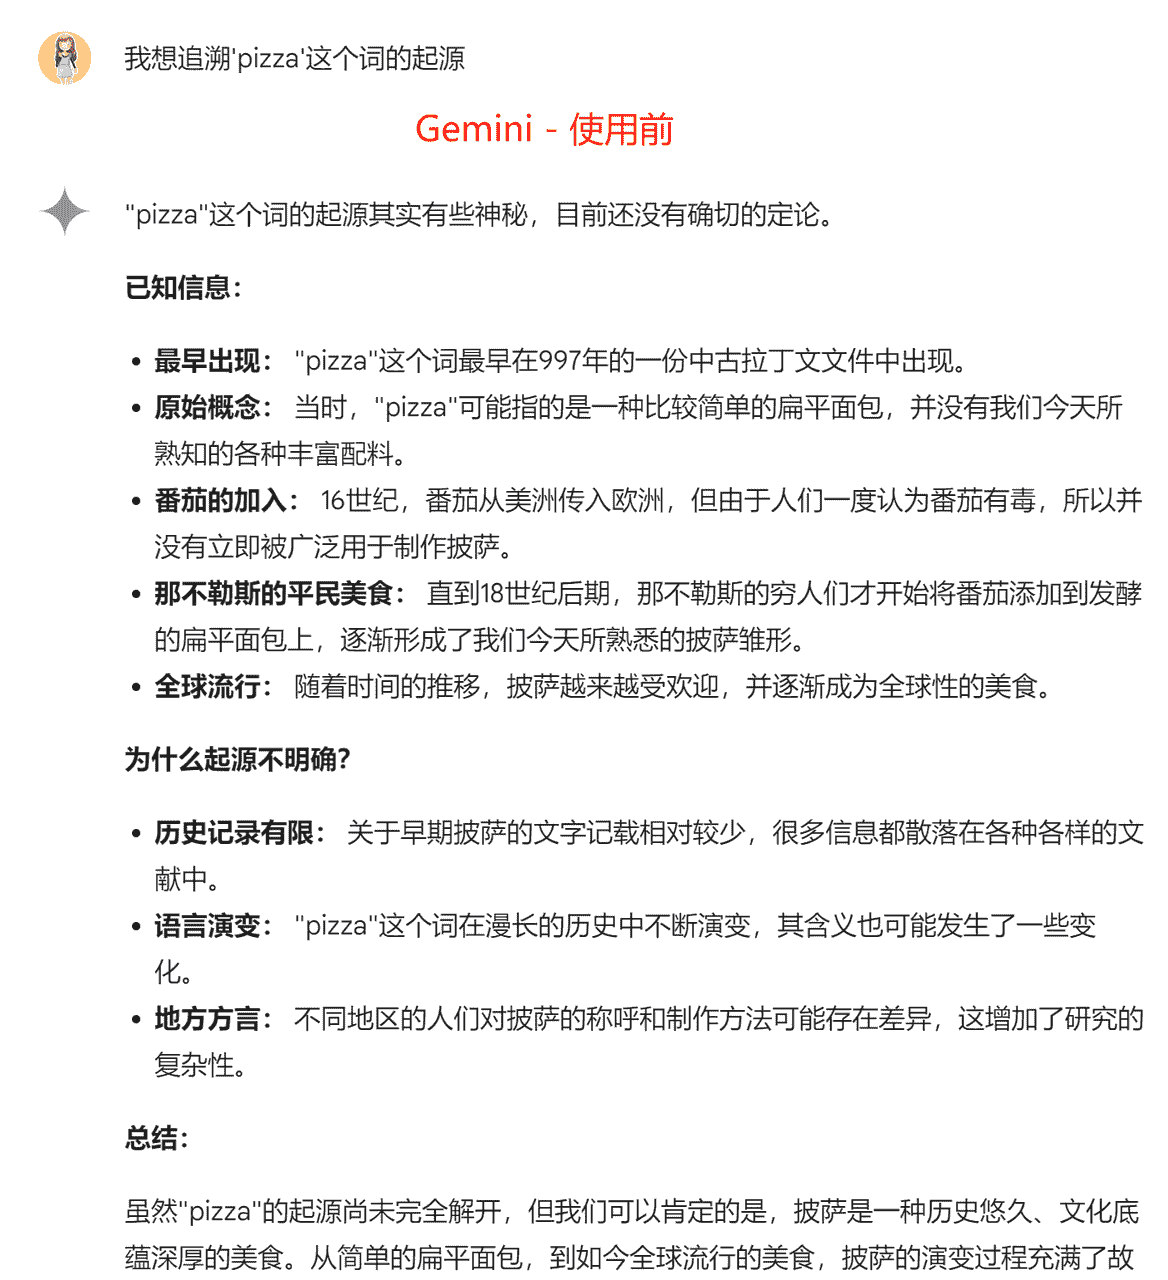 我想追溯'pizza'这个词的起源
Gemini - 使用前
"pizza"这个词的起源其实有些神秘，目前还没有确切的定论。
已知信息：
• 最早出现： "pizza"这个词最早在997年的一份中古拉丁文文件中出现。
• 原始概念： 当时，"pizza"可能指的是一种比较简单的扁平面包，并没有我们今天所
熟知的各种丰富配料。
• 番茄的加入： 16世纪，番茄从美洲传入欧洲，但由于人们一度认为番茄有毒，所以并
没有立即被广泛用于制作披萨。
• 那不勒斯的平民美食： 直到18世纪后期，那不勒斯的穷人们才开始将番茄添加到发酵
的扁平面包上，逐渐形成了我们今天所熟悉的披萨雏形。
• 全球流行： 随着时间的推移，披萨越来越受欢迎，并逐渐成为全球性的美食。
为什么起源不明确？
• 历史记录有限： 关于早期披萨的文字记载相对较少，很多信息都散落在各种各样的文
献中。
• 语言演变： "pizza"这个词在漫长的历史中不断演变，其含义也可能发生了一些变
化。
• 地方方言： 不同地区的人们对披萨的称呼和制作方法可能存在差异，这增加了研究的
复杂性。
总结：
虽然"pizza"的起源尚未完全解开，但我们可以肯定的是，披萨是一种历史悠久、文化底
蕴深厚的美食。从简单的扁平面包，到如今全球流行的美食，披萨的演变过程充满了故